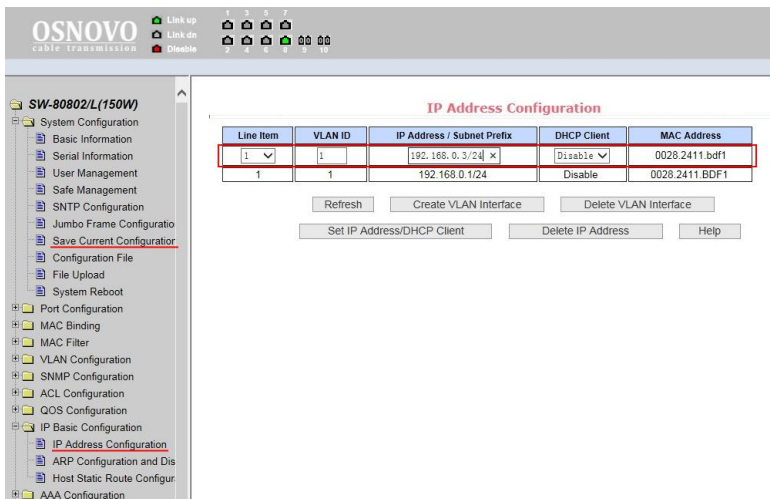 OSNOVO
cable transmission
Link up
Link dn
Disable
1 3 5 7
2 4 6 8 9 10
SW-80802/L(150W)
System Configuration
Basic Information
Serial Information
User Management
Safe Management
SNTP Configuration
Jumbo Frame Configuratio
Save Current Configuration
Configuration File
File Upload
System Reboot
Port Configuration
MAC Binding
MAC Filter
VLAN Configuration
SNMP Configuration
ACL Configuration
QOS Configuration
IP Basic Configuration
IP Address Configuration
ARP Configuration and Dis
Host Static Route Configur
AAA Configuration
IP Address Configuration
Line Item VLAN ID IP Address / Subnet Prefix DHCP Client MAC Address
1 1 192.168.0.3/24 × Disable 0028.2411.bdf1
1 1 192.168.0.1/24 Disable 0028.2411.BDF1
Refresh Create VLAN Interface Delete VLAN Interface
Set IP Address/DHCP Client Delete IP Address Help